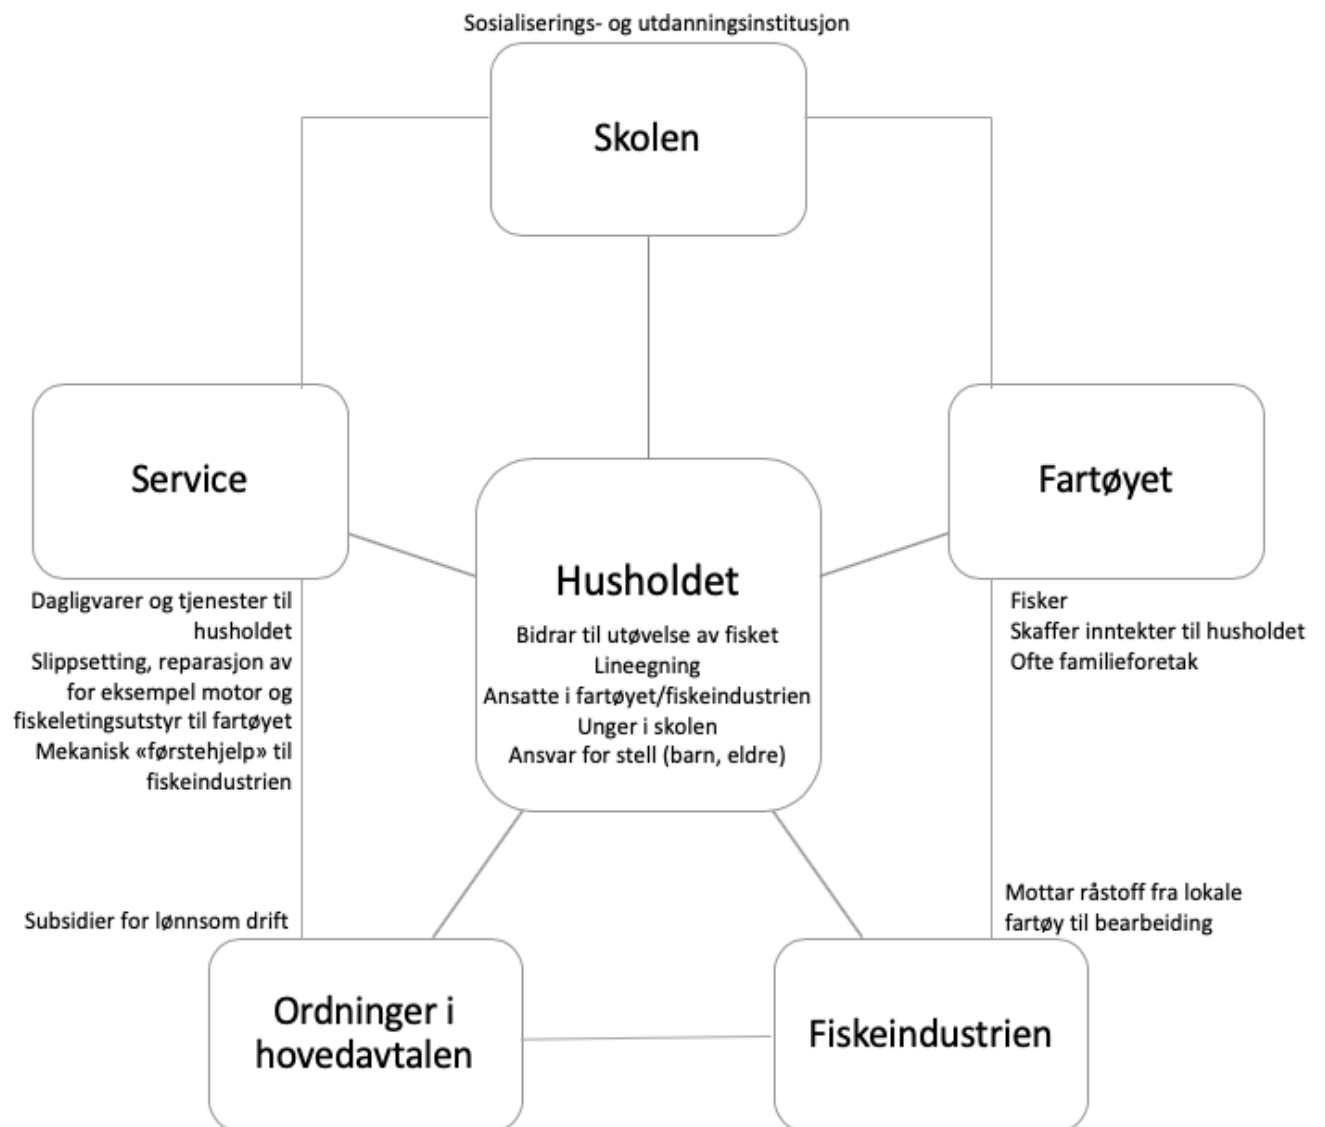 Sosialiserings- og utdanningsinstitusjon
Skolen
Service
Fartøyet
Husholdet
Bidrar til utøvelse av fisket
Lineegning
Ansatte i fartøyet/fiskeindustrien
Unger i skolen
Ansvar for stell (barn, eldre)
Dagligvarer og tjenester til
husholdet
Slippsetting, reparasjon av
for eksempel motor og
fiskeletingsutstyr til fartøyet
Mekanisk «førstehjelp» til
fiskeindustrien
Fisker
Skaffer inntekter til husholdet
Ofte familieforetak
Subsidier for lønnsom drift
Mottar råstoff fra lokale
fartøy til bearbeiding
Ordninger i
hovedavtalen
Fiskeindustrien